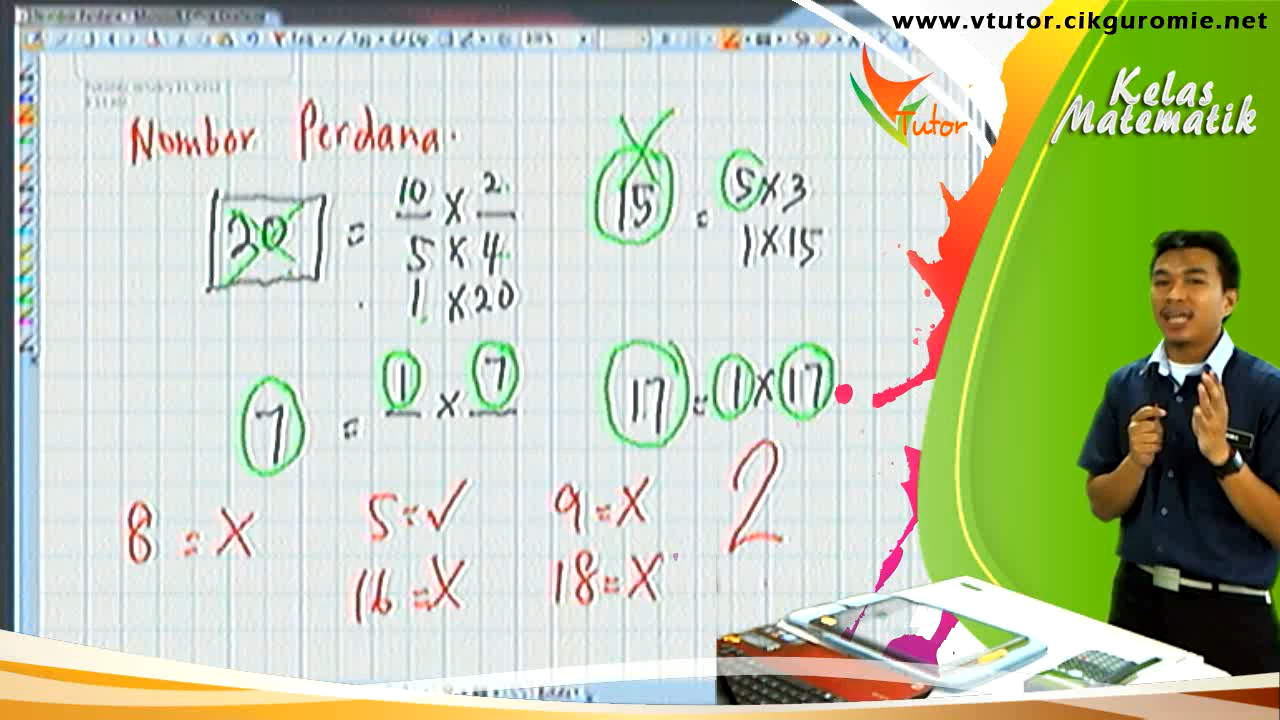 www.vtutor.cikguromie.net
Kelas
Matematik
Tutor
Nombor Perdana.
20 = 10 x 2
5 x 4
1 x 20
15 = 5 x 3
1 x 15
7 = 1 x 7
17 = 1 x 17
8 = X
5 = ✓
9 = X
2
16 = X
18 = X